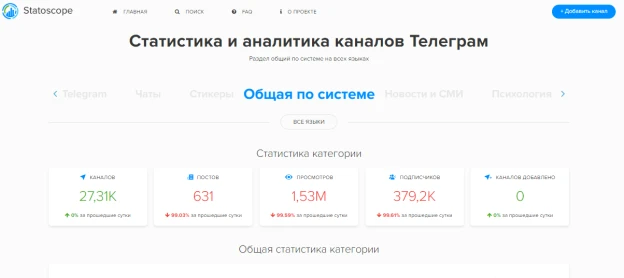 Statoscope ГЛАВНАЯ ПОИСК FAQ О ПРОЕКТЕ + Добавить канал
Статистика и аналитика каналов Телеграм
Раздел общий по системе на всех языках
Telegram Чаты Стикеры Общая по системе Новости и СМИ Психология
ВСЕ ЯЗЫКИ
Статистика категории
КАНАЛОВ ПОСТОВ ПРОСМОТРОВ ПОДПИСЧИКОВ КАНАЛОВ ДОБАВЛЕНО
27,31K 631 1,53M 379,2K 0
0% за прошедшие сутки 99.03% за прошедшие сутки 99.59% за прошедшие сутки 99.61% за прошедшие сутки 0% за прошедшие сутки
Общая статистика категории